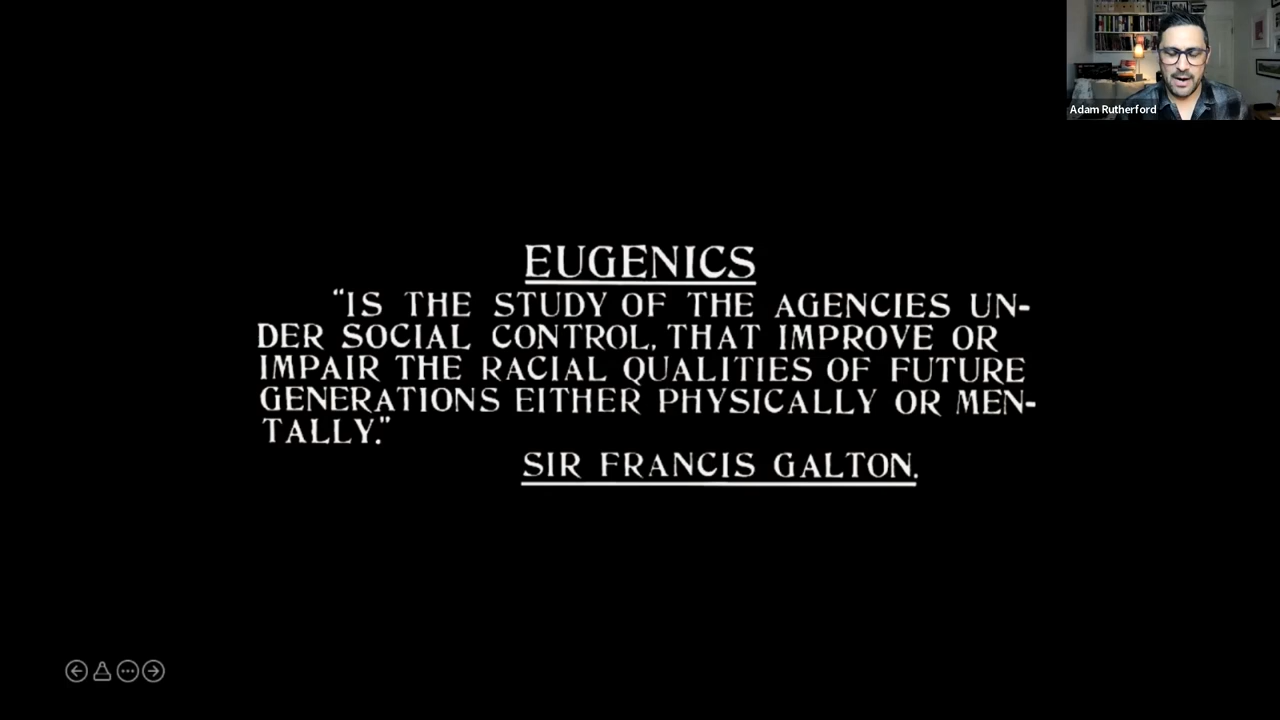 Adam Rutherford
EUGENICS
“IS THE STUDY OF THE AGENCIES UN-
DER SOCIAL CONTROL, THAT IMPROVE OR
IMPAIR THE RACIAL QUALITIES OF FUTURE
GENERATIONS EITHER PHYSICALLY OR MEN-
TALLY.”
SIR FRANCIS GALTON.